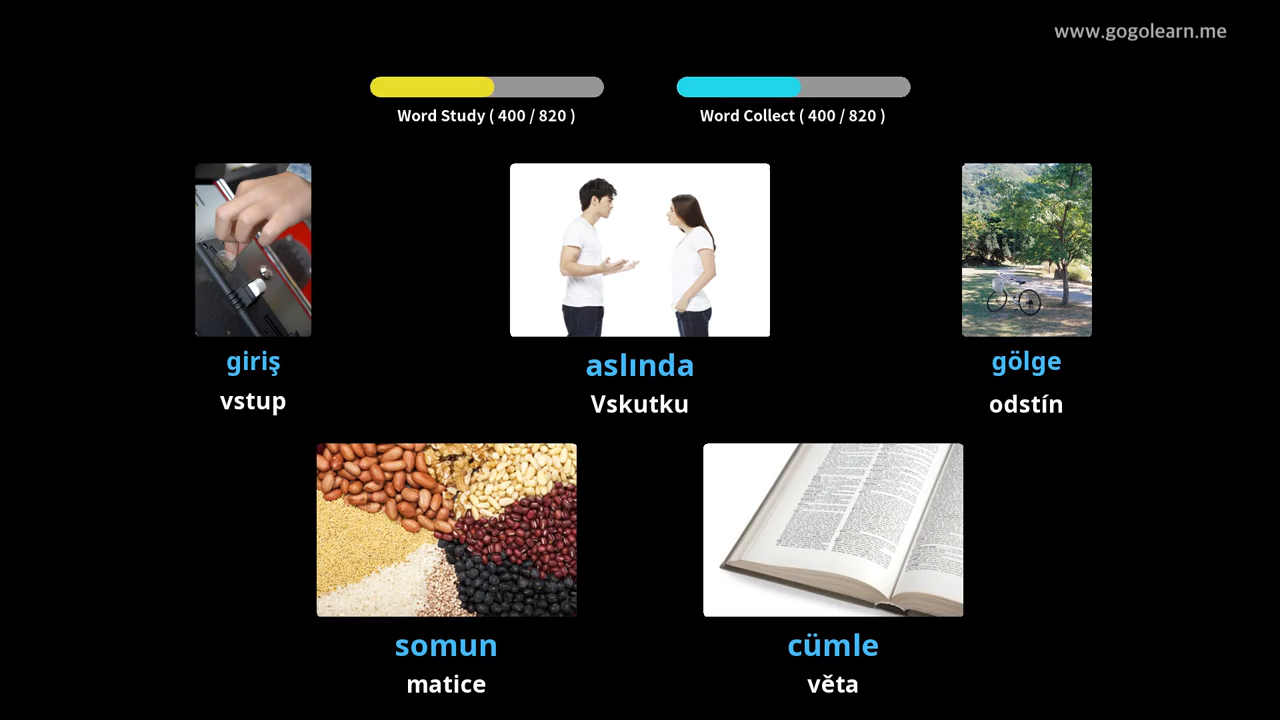 www.gogolearn.me
Word Study ( 400 / 820 )
Word Collect ( 400 / 820 )
giriş
vstup
aslında
Vskutku
gölge
odstín
somun
matice
cümle
věta